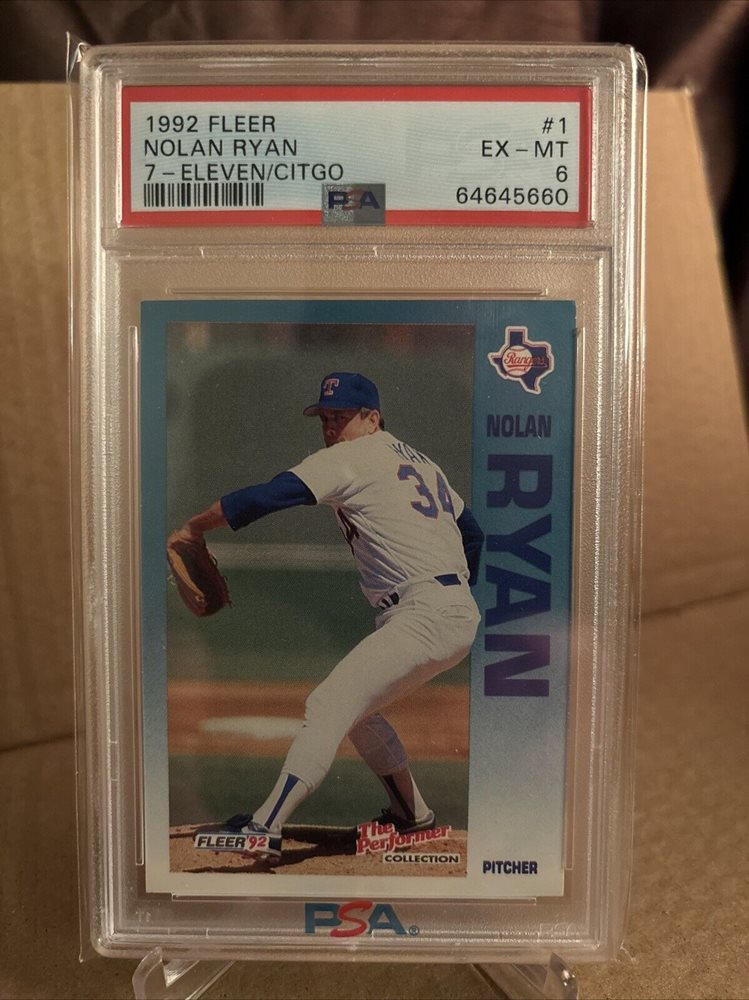 1992 FLEER #1
NOLAN RYAN EX-MT
7-ELEVEN/CITGO 6
PSA 64645660
Rangers
NOLAN
RYAN
T
34
FLEER '92
The Performer
COLLECTION
PITCHER
PSA®